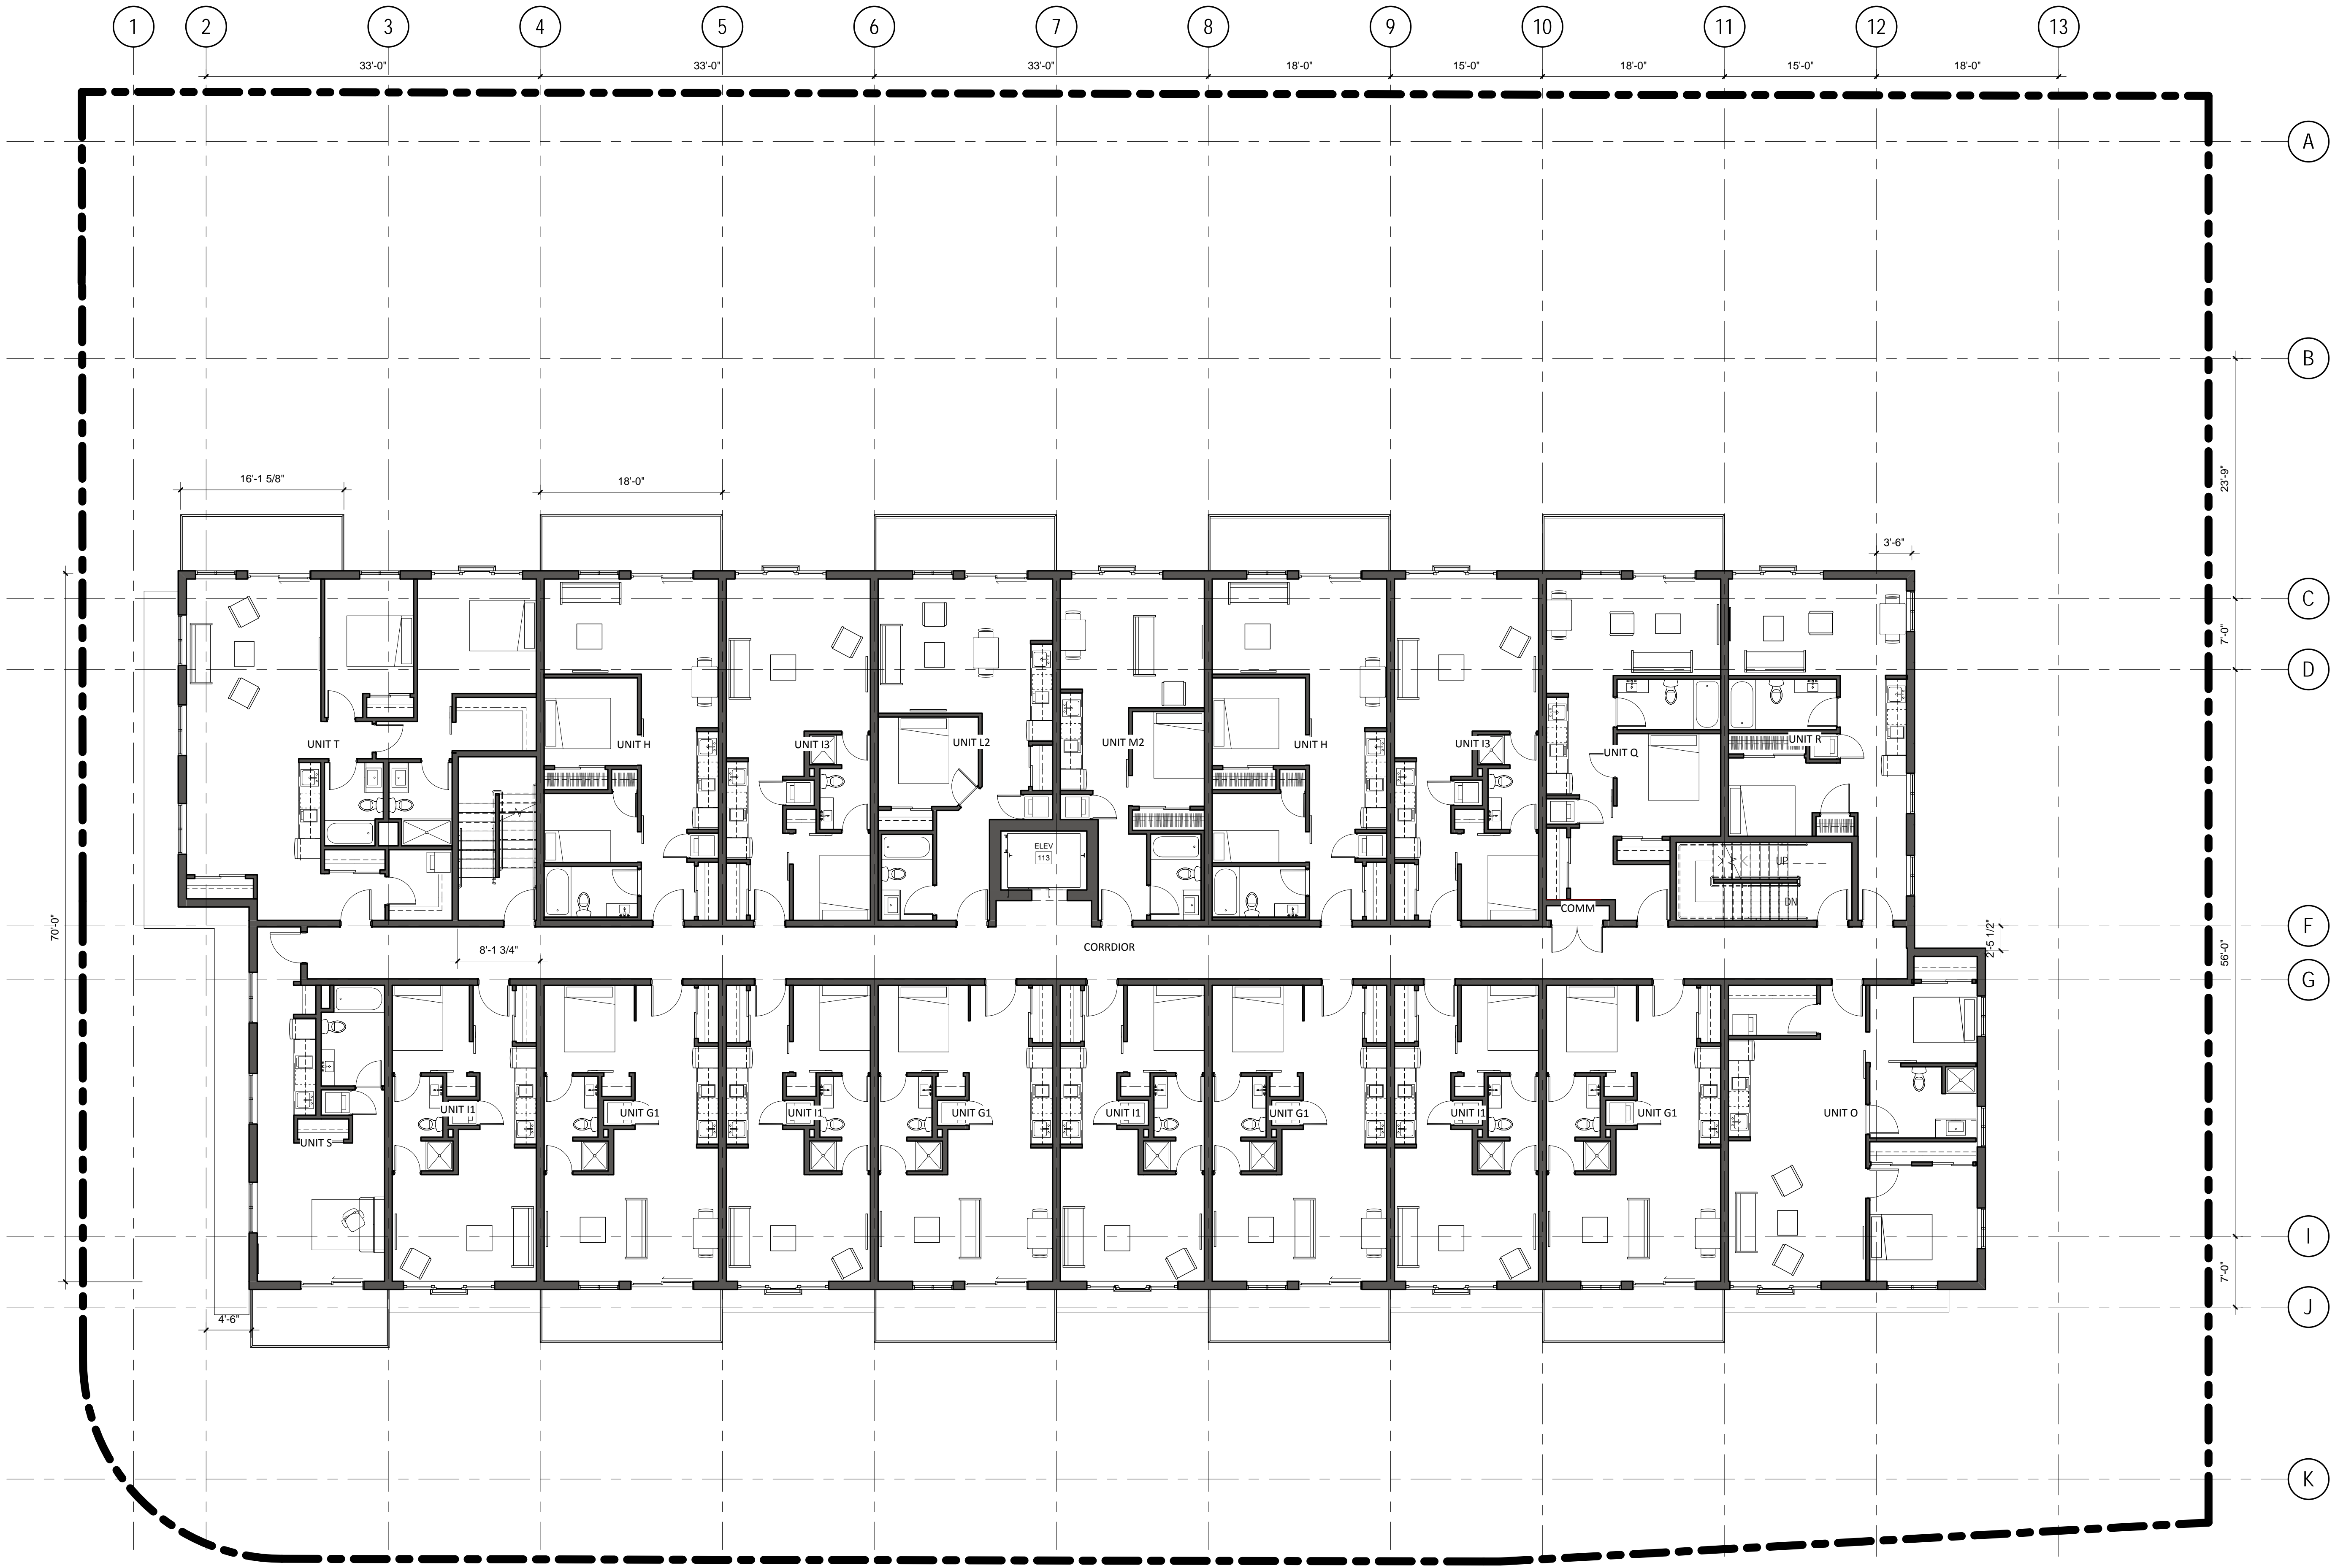 1 2 3 4 5 6 7 8 9 10 11 12 13
33'-0" 33'-0" 33'-0" 18'-0" 15'-0" 18'-0" 15'-0" 18'-0"
A
B
23'-9"
16'-1 5/8" 18'-0"
3'-6"
C
7'-0"
D
UNIT T UNIT H UNIT I3 UNIT L2 UNIT M2 UNIT H UNIT I3 UNIT Q UNIT R
ELEV
113
UP
DN
COMM
70'-0"
F
8'-1 3/4" CORRDIOR
2'-5 1/2"
56'-0"
G
UNIT S UNIT I1 UNIT G1 UNIT I1 UNIT G1 UNIT I1 UNIT G1 UNIT I1 UNIT G1 UNIT O
I
7'-0"
J
4'-6"
K